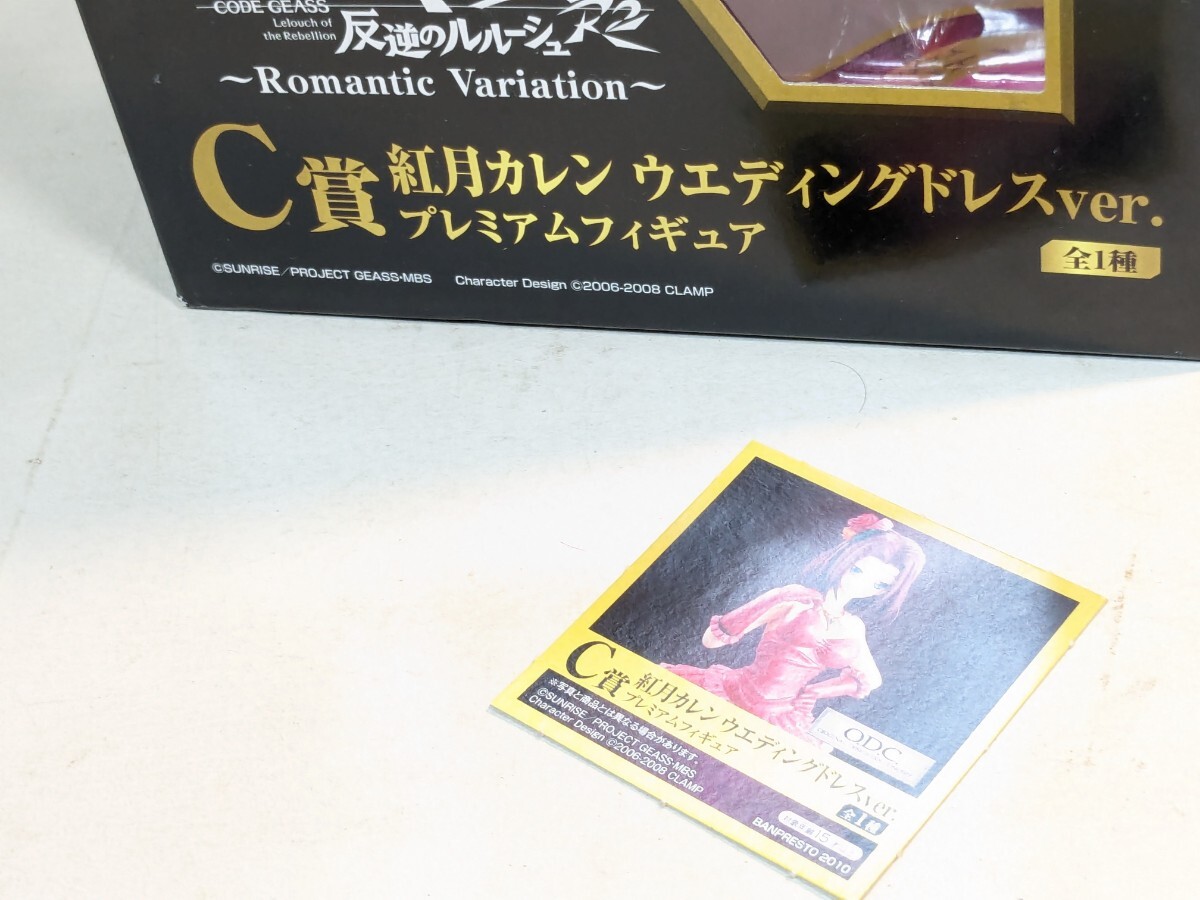 CODE GEASS
Lelouch of
the Rebellion
反逆のルルーシュ R2
～Romantic Variation～
C賞 紅月カレン ウエディングドレスver.
プレミアムフィギュア
全1種
©SUNRISE／PROJECT GEASS・MBS Character Design ©2006-2008 CLAMP
O.D.C.
C賞 紅月カレン ウエディングドレスver.
プレミアムフィギュア
全1種
※写真と商品とは異なる場合があります。
©SUNRISE／PROJECT GEASS・MBS
Character Design ©2006-2008 CLAMP
BANPRESTO 2010